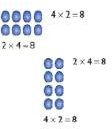 4 × 2 = 8
2 × 4 = 8
2 × 4 = 8
4 × 2 = 8